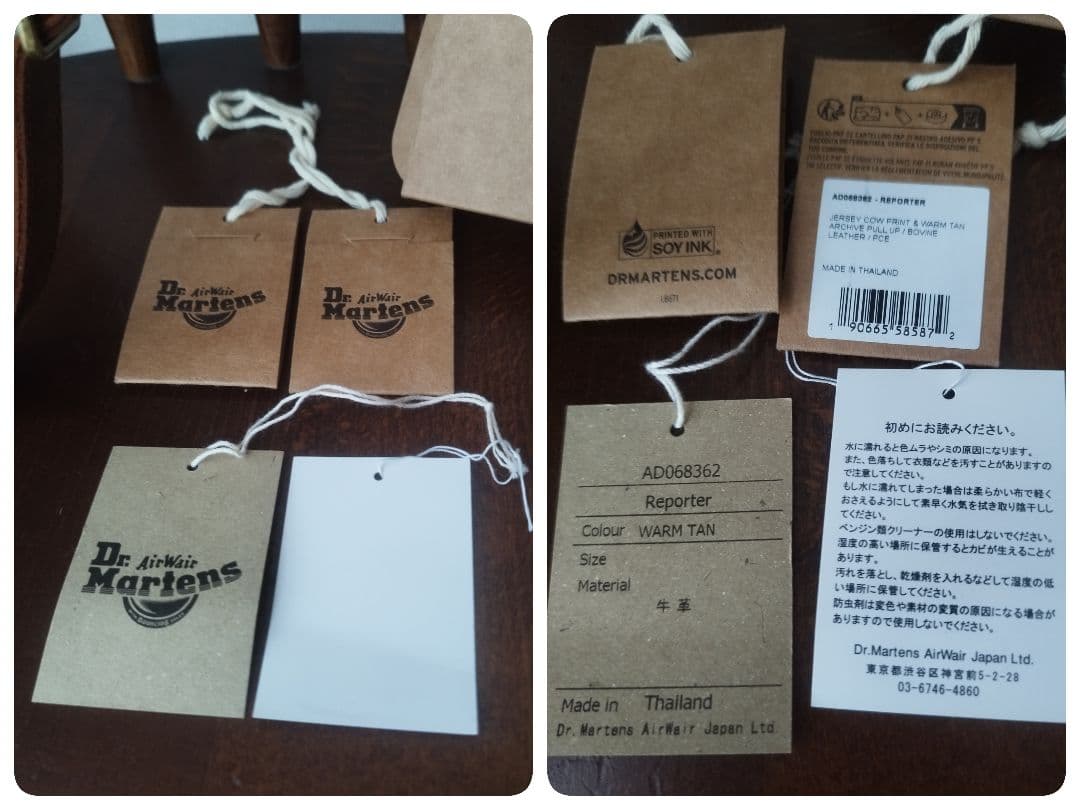 Dr. AirWair
Martens
Dr. AirWair
Martens
Dr. AirWair
Martens
PRINTED WITH
SOY INK
DRMARTENS.COM
AD068362 - REPORTER
JERSEY COW PRINT & WARM TAN
ARCHIVE PULL UP / BOVINE
LEATHER / PCE
MADE IN THAILAND
1 90665 58587 2
AD068362
Reporter
Colour WARM TAN
Size
Material
牛革
Made in Thailand
Dr.Martens AirWair Japan Ltd
初めにお読みください。
水に濡れると色ムラやシミの原因になります。
また、色落ちして衣類などを汚すことがありますの
で注意してください。
もし水に濡れてしまった場合は柔らかい布で軽く
おさえるようにして素早く水気を拭き取り陰干しし
てください。
ベンジン類クリーナーの使用はしないでください。
湿度の高い場所に保管するとカビが生えることが
あります。
汚れを落とし、乾燥剤を入れるなどして湿度の低
い場所に保管してください。
防虫剤は変色や素材の変質の原因になる場合が
ありますので使用しないでください。
Dr.Martens AirWair Japan Ltd.
東京都渋谷区神宮前5-2-28
03-6746-4860